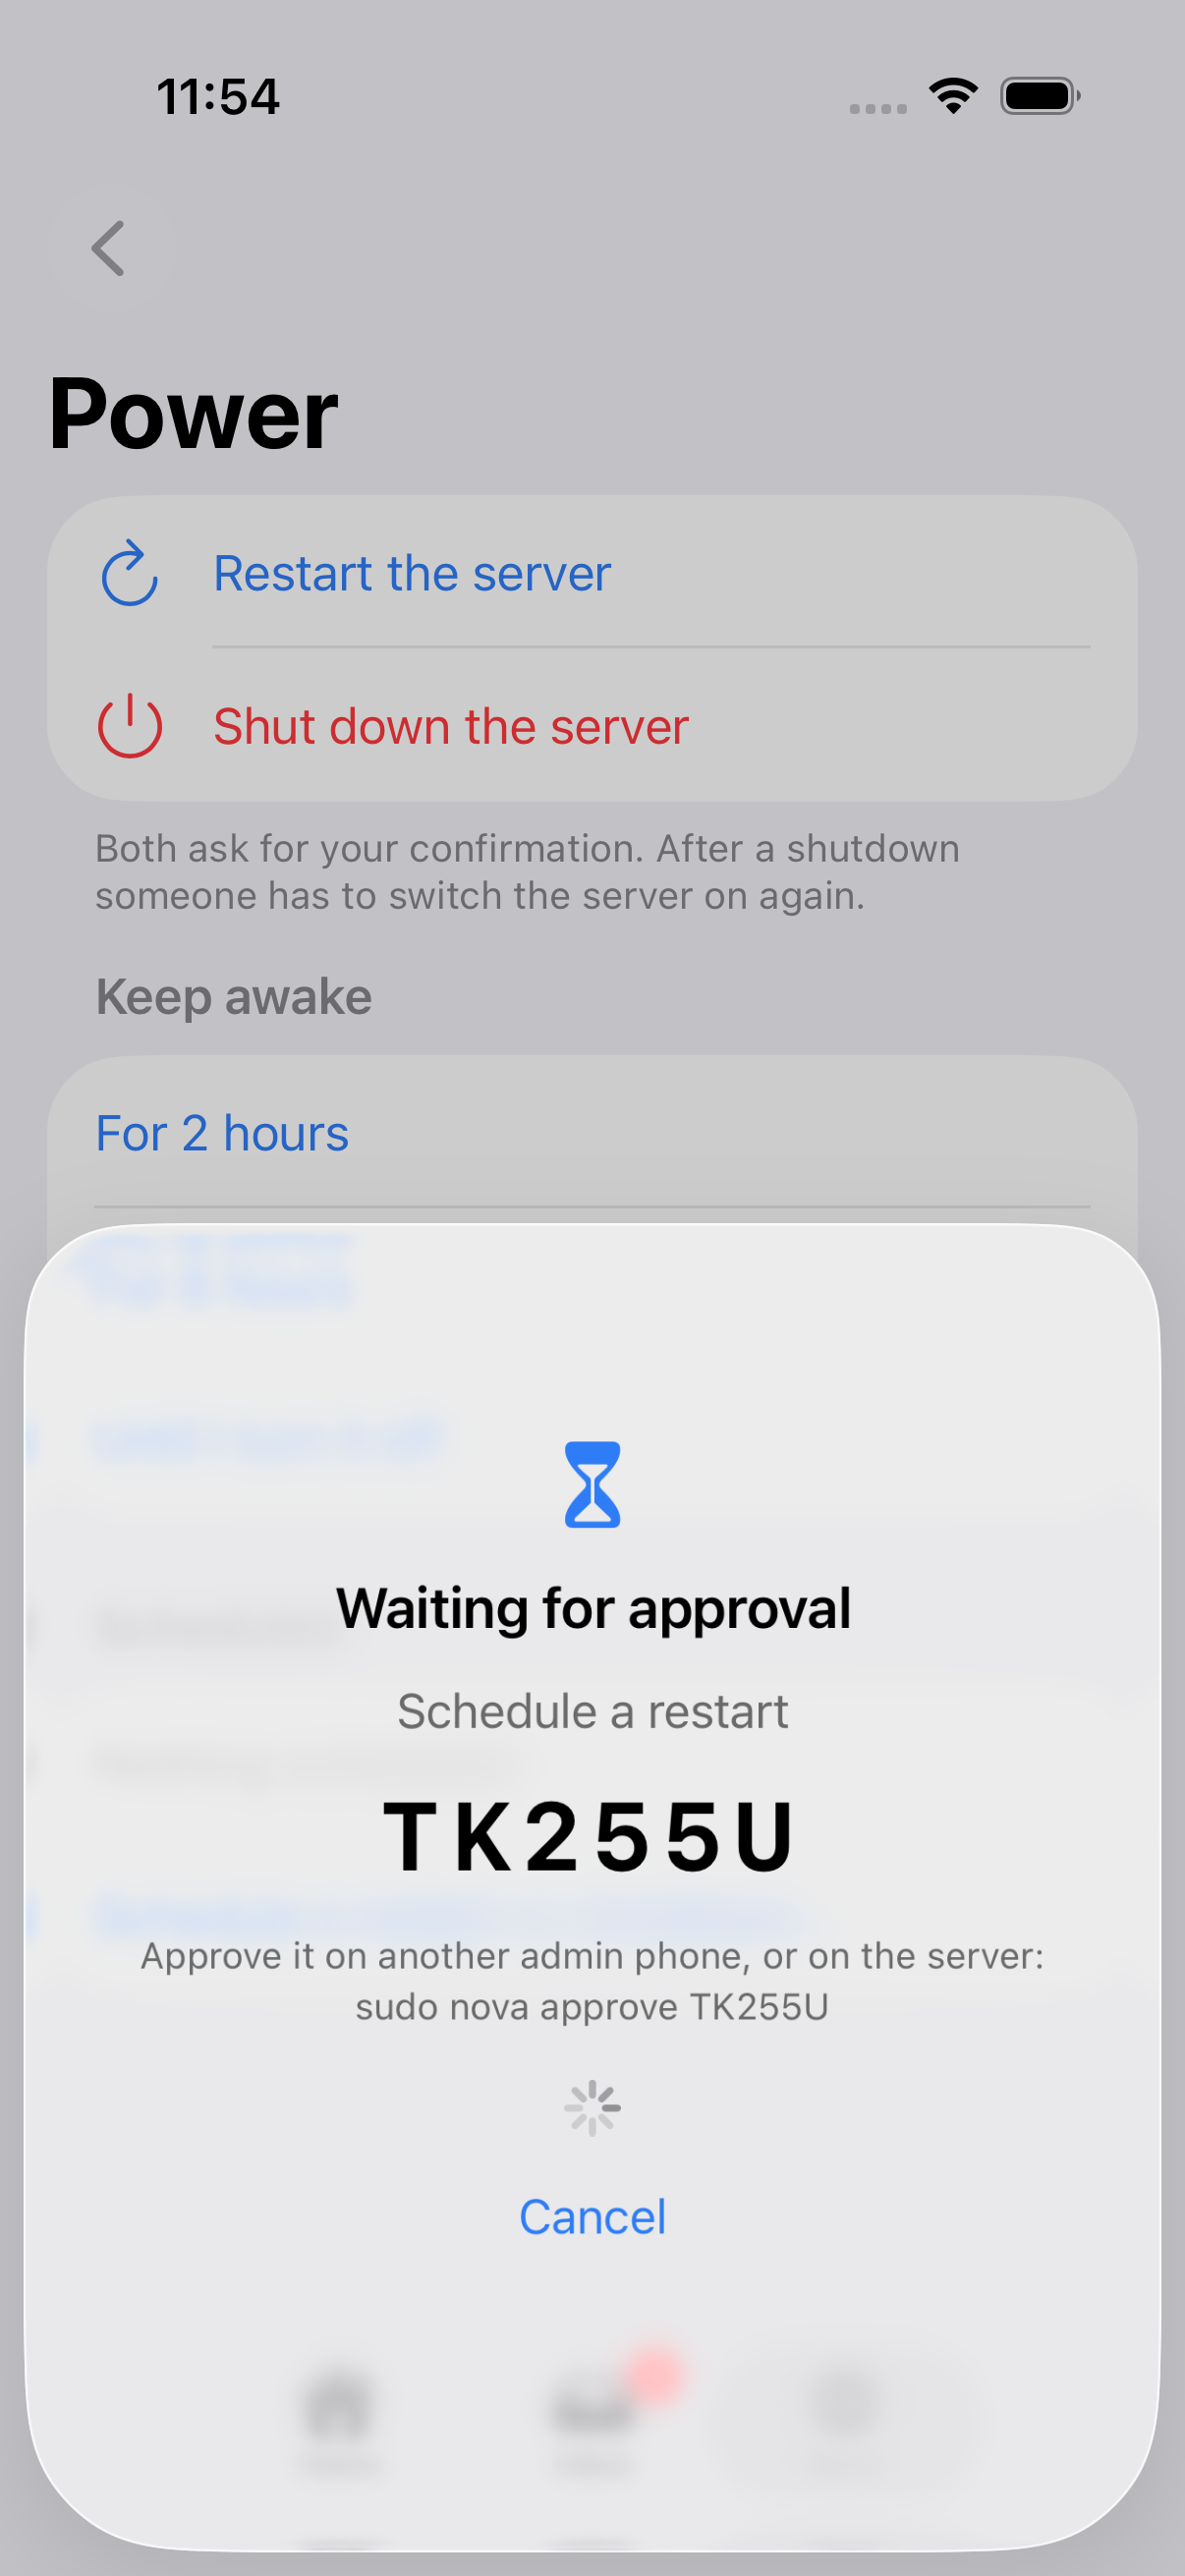 11:54
Power
Restart the server
Shut down the server
Both ask for your confirmation. After a shutdown
someone has to switch the server on again.
Keep awake
For 2 hours
Waiting for approval
Schedule a restart
TK255U
Approve it on another admin phone, or on the server:
sudo nova approve TK255U
Cancel